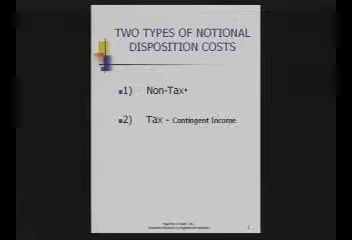 TWO TYPES OF NOTIONAL
DISPOSITION COSTS
1) Non-Tax*
2) Tax - Contingent Income